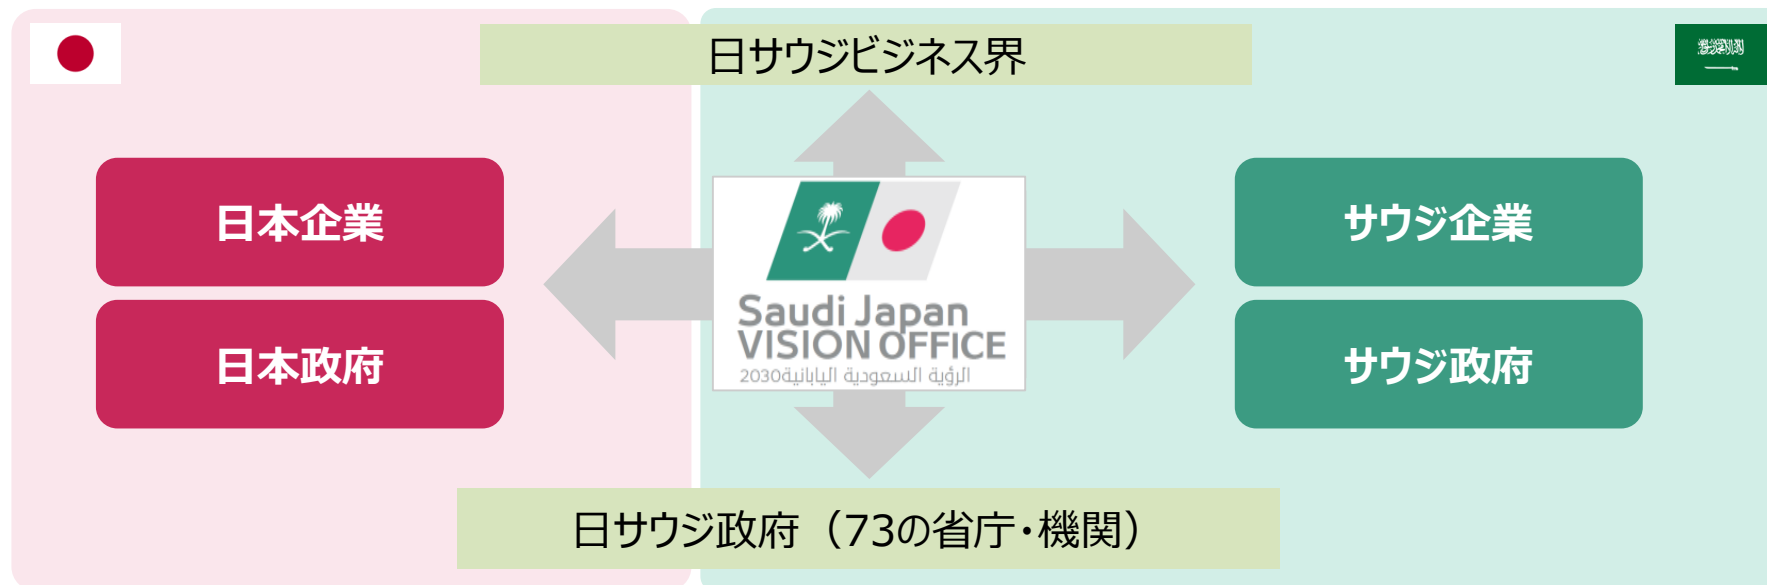 日サウジビジネス界
日本企業
サウジ企業
Saudi Japan
VISION OFFICE
الرؤية السعودية اليابانية2030
日本政府
サウジ政府
日サウジ政府（73の省庁・機関）